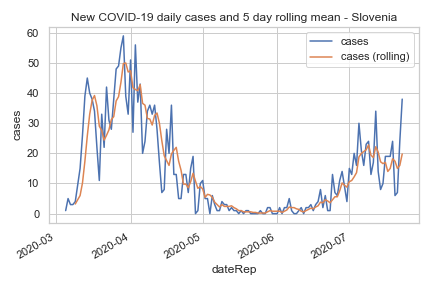 New COVID-19 daily cases and 5 day rolling mean - Slovenia
cases
cases (rolling)
60
50
40
30
20
10
0
cases
2020-03
2020-04
2020-05
2020-06
2020-07
dateRep